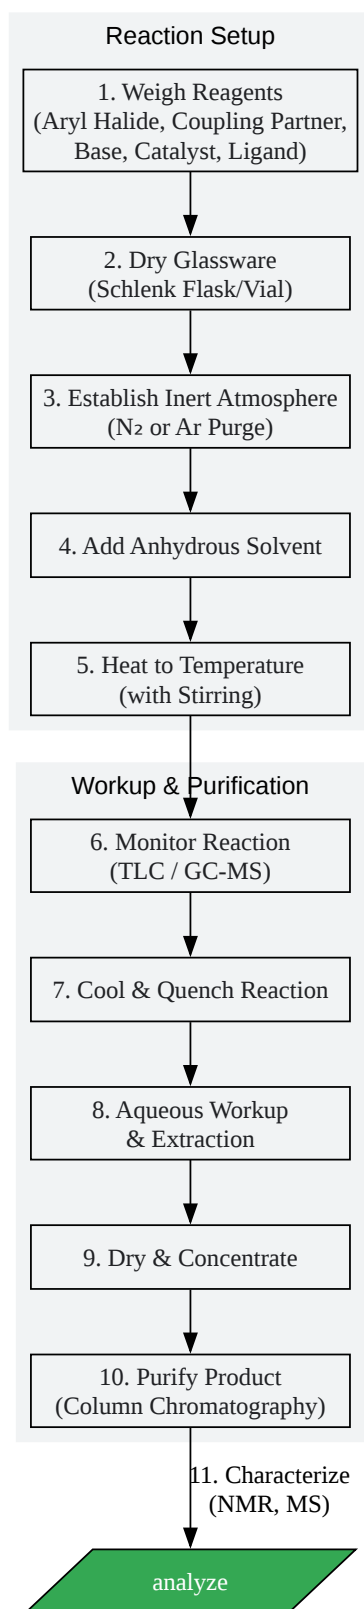 Reaction Setup
1. Weigh Reagents
(Aryl Halide, Coupling Partner,
Base, Catalyst, Ligand)
2. Dry Glassware
(Schlenk Flask/Vial)
3. Establish Inert Atmosphere
(N₂ or Ar Purge)
4. Add Anhydrous Solvent
5. Heat to Temperature
(with Stirring)
Workup & Purification
6. Monitor Reaction
(TLC / GC-MS)
7. Cool & Quench Reaction
8. Aqueous Workup
& Extraction
9. Dry & Concentrate
10. Purify Product
(Column Chromatography)
11. Characterize
(NMR, MS)
analyze